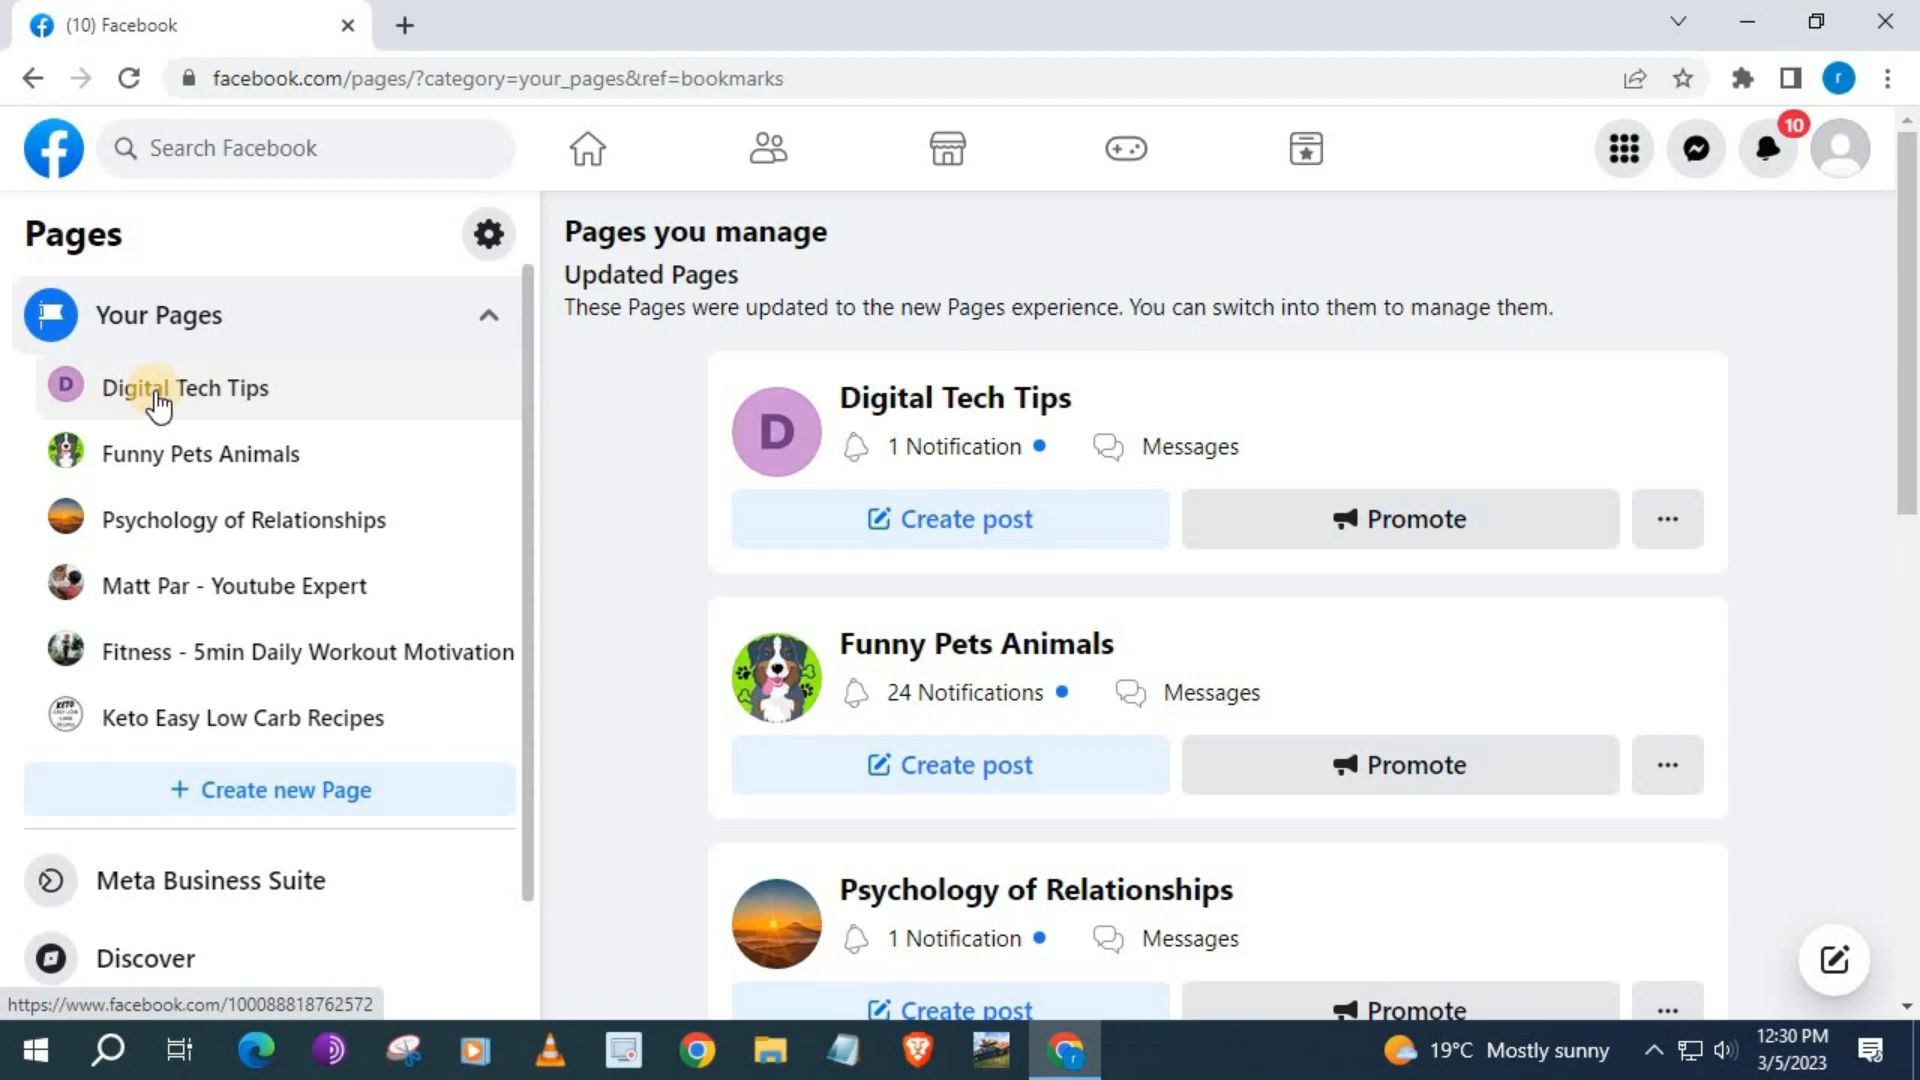 (10) Facebook
facebook.com/pages/?category=your_pages&ref=bookmarks
r
Search Facebook
10
Pages
Your Pages
D Digital Tech Tips
Funny Pets Animals
Psychology of Relationships
Matt Par - Youtube Expert
Fitness - 5min Daily Workout Motivation
Keto Easy Low Carb Recipes
+ Create new Page
Meta Business Suite
Discover
https://www.facebook.com/100088818762572
Pages you manage
Updated Pages
These Pages were updated to the new Pages experience. You can switch into them to manage them.
D
Digital Tech Tips
1 Notification
Messages
Create post
Promote
Funny Pets Animals
24 Notifications
Messages
Create post
Promote
Psychology of Relationships
1 Notification
Messages
Create post
Promote
19°C Mostly sunny
12:30 PM
3/5/2023